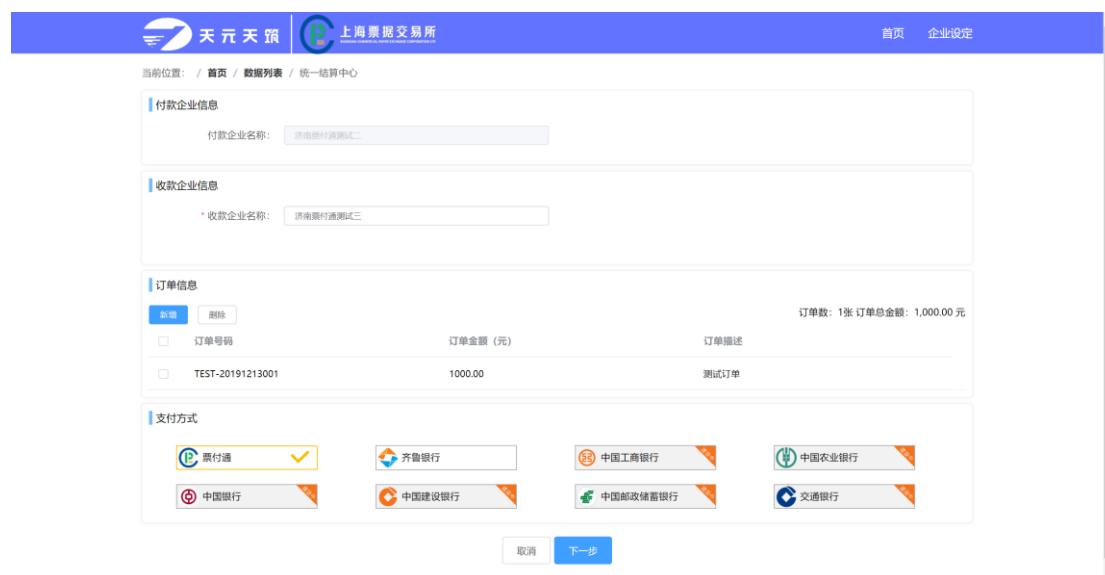 天元天筑 上海票据交易所 首页 企业设定
当前位置: / 首页 / 数据列表 / 统一结算中心
付款企业信息
付款企业名称: 济南票付通测试二
收款企业信息
* 收款企业名称: 济南票付通测试三
订单信息
新增 删除 订单数: 1张 订单总金额: 1,000.00 元
订单号码 订单金额（元） 订单描述
TEST-20191213001 1000.00 测试订单
支付方式
票付通 齐鲁银行 中国工商银行 中国农业银行
中国银行 中国建设银行 中国邮政储蓄银行 交通银行
取消 下一步